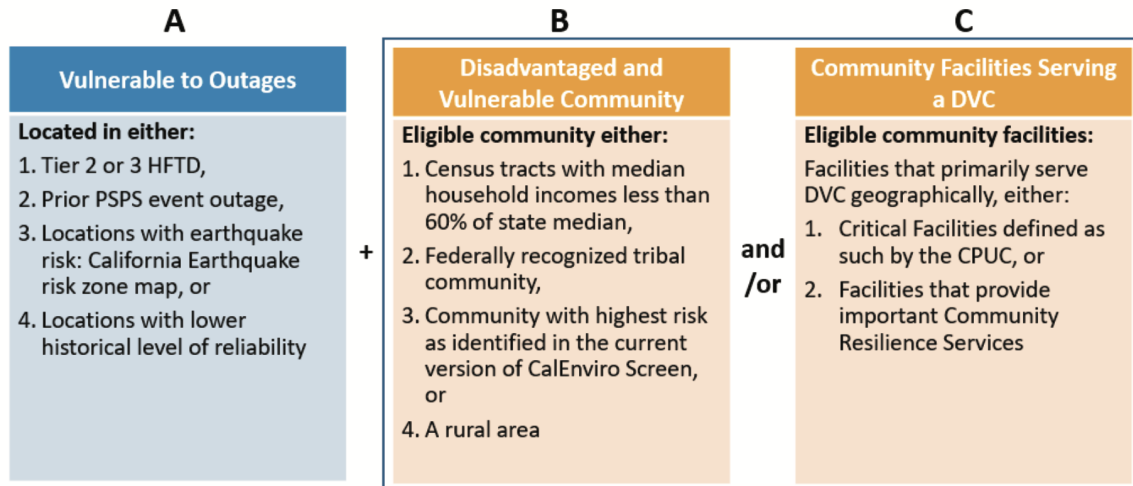 A
Vulnerable to Outages
Located in either:
1. Tier 2 or 3 HFTD,
2. Prior PSPS event outage,
3. Locations with earthquake
risk: California Earthquake
risk zone map, or
4. Locations with lower
historical level of reliability
+
B
Disadvantaged and
Vulnerable Community
Eligible community either:
1. Census tracts with median
household incomes less than
60% of state median,
2. Federally recognized tribal
community,
3. Community with highest risk
as identified in the current
version of CalEnviro Screen,
or
4. A rural area
and
/or
C
Community Facilities Serving
a DVC
Eligible community facilities:
Facilities that primarily serve
DVC geographically, either:
1. Critical Facilities defined as
such by the CPUC, or
2. Facilities that provide
important Community
Resilience Services